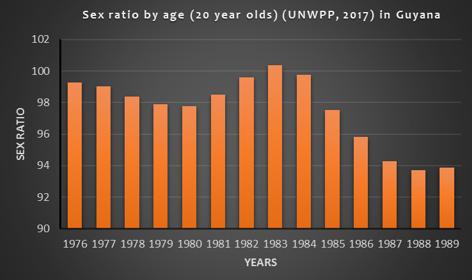 Sex ratio by age (20 year olds) (UNWPP, 2017) in Guyana
102
100
98
96
94
92
90
SEX RATIO
1976 1977 1978 1979 1980 1981 1982 1983 1984 1985 1986 1987 1988 1989
YEARS